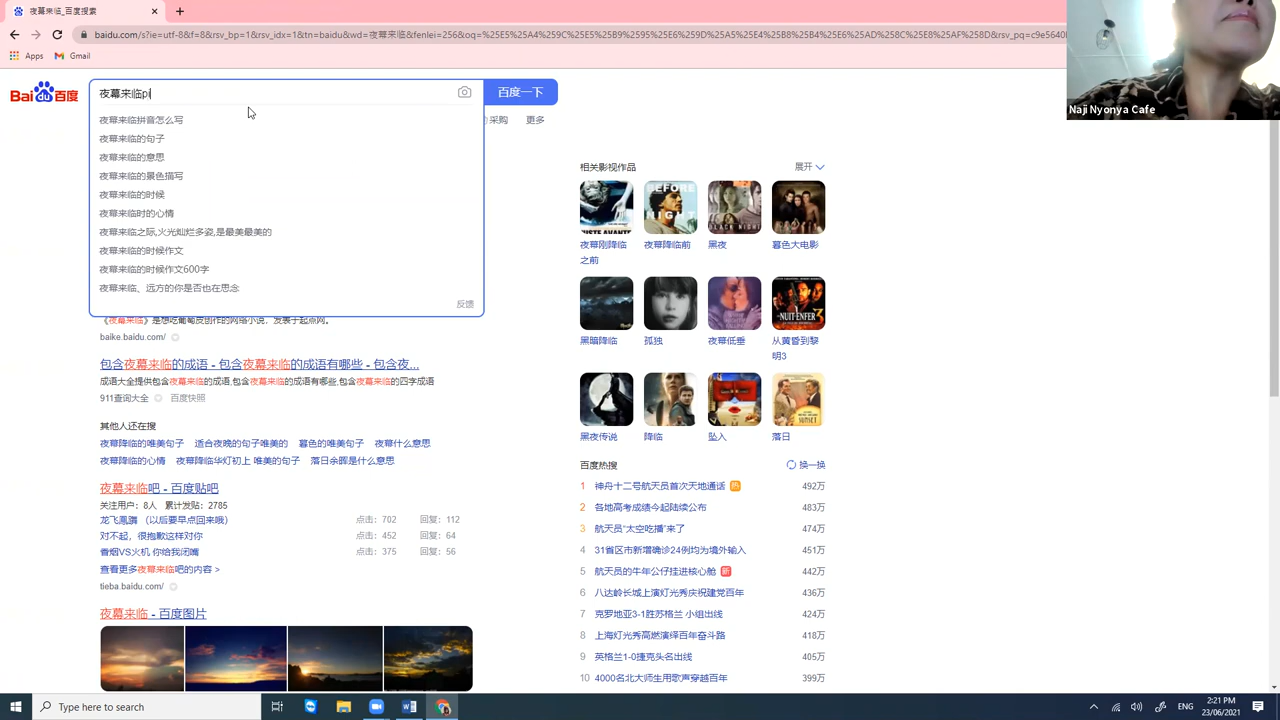 夜幕来临_百度搜索
baidu.com/s?ie=utf-8&f=8&rsv_bp=1&rsv_idx=1&tn=baidu&wd=夜幕来临&
Apps
Gmail
Bai du 百度
夜幕来临pi
百度一下
采购
更多
夜幕来临拼音怎么写
夜幕来临的句子
夜幕来临的意思
夜幕来临的景色描写
夜幕来临的时候
夜幕来临时的心情
夜幕来临之际,火光灿烂多姿,是最美最美的
夜幕来临的时候作文
夜幕来临的时候作文600字
夜幕来临、远方的你是否也在思念
反馈
《夜幕来临》是想吃葡萄皮创作的网络小说，发表于起点网。
baike.baidu.com/
包含夜幕来临的成语 - 包含夜幕来临的成语有哪些 - 包含夜...
成语大全提供包含夜幕来临的成语,包含夜幕来临的成语有哪些,包含夜幕来临的四字成语
911查询大全
百度快照
其他人还在搜
夜幕降临的唯美句子 适合夜晚的句子唯美的 暮色的唯美句子 夜幕什么意思
夜幕降临的心情 夜幕降临华灯初上 唯美的句子 落日余晖是什么意思
夜幕来临吧 - 百度贴吧
关注用户：8人 累计发贴：2785
龙飞鳯骦 （以后要早点回来哦） 点击：702 回复：112
对不起，很抱歉这样对你 点击：452 回复：64
香烟VS火机 你给我闭嘴 点击：375 回复：56
查看更多夜幕来临吧的内容 >
tieba.baidu.com/
夜幕来临 - 百度图片
相关影视作品
展开
BEFORE
NIGHT
BLACK NIGHT
夜幕刚降临之前
夜幕降临前
黑夜
暮色大电影
NUIT D'ENFER 3
黑暗降临
孤独
夜幕低垂
从黄昏到黎明3
黑夜传说
降临
坠入
落日
百度热搜
换一换
1 神舟十二号航天员首次天地通话 热 492万
2 各地高考成绩今起陆续公布 483万
3 航天员“太空吃播”来了 474万
4 31省区市新增确诊24例均为境外输入 451万
5 航天员的牛年公仔挂进核心舱 新 442万
6 八达岭长城上演灯光秀庆祝建党百年 436万
7 克罗地亚3-1胜苏格兰 小组出线 424万
8 上海灯光秀高燃演绎百年奋斗路 418万
9 英格兰1-0捷克头名出线 405万
10 4000名北大师生用歌声穿越百年 399万
Naji Nyonya Cafe
Type here to search
ENG
2:21 PM
23/06/2021